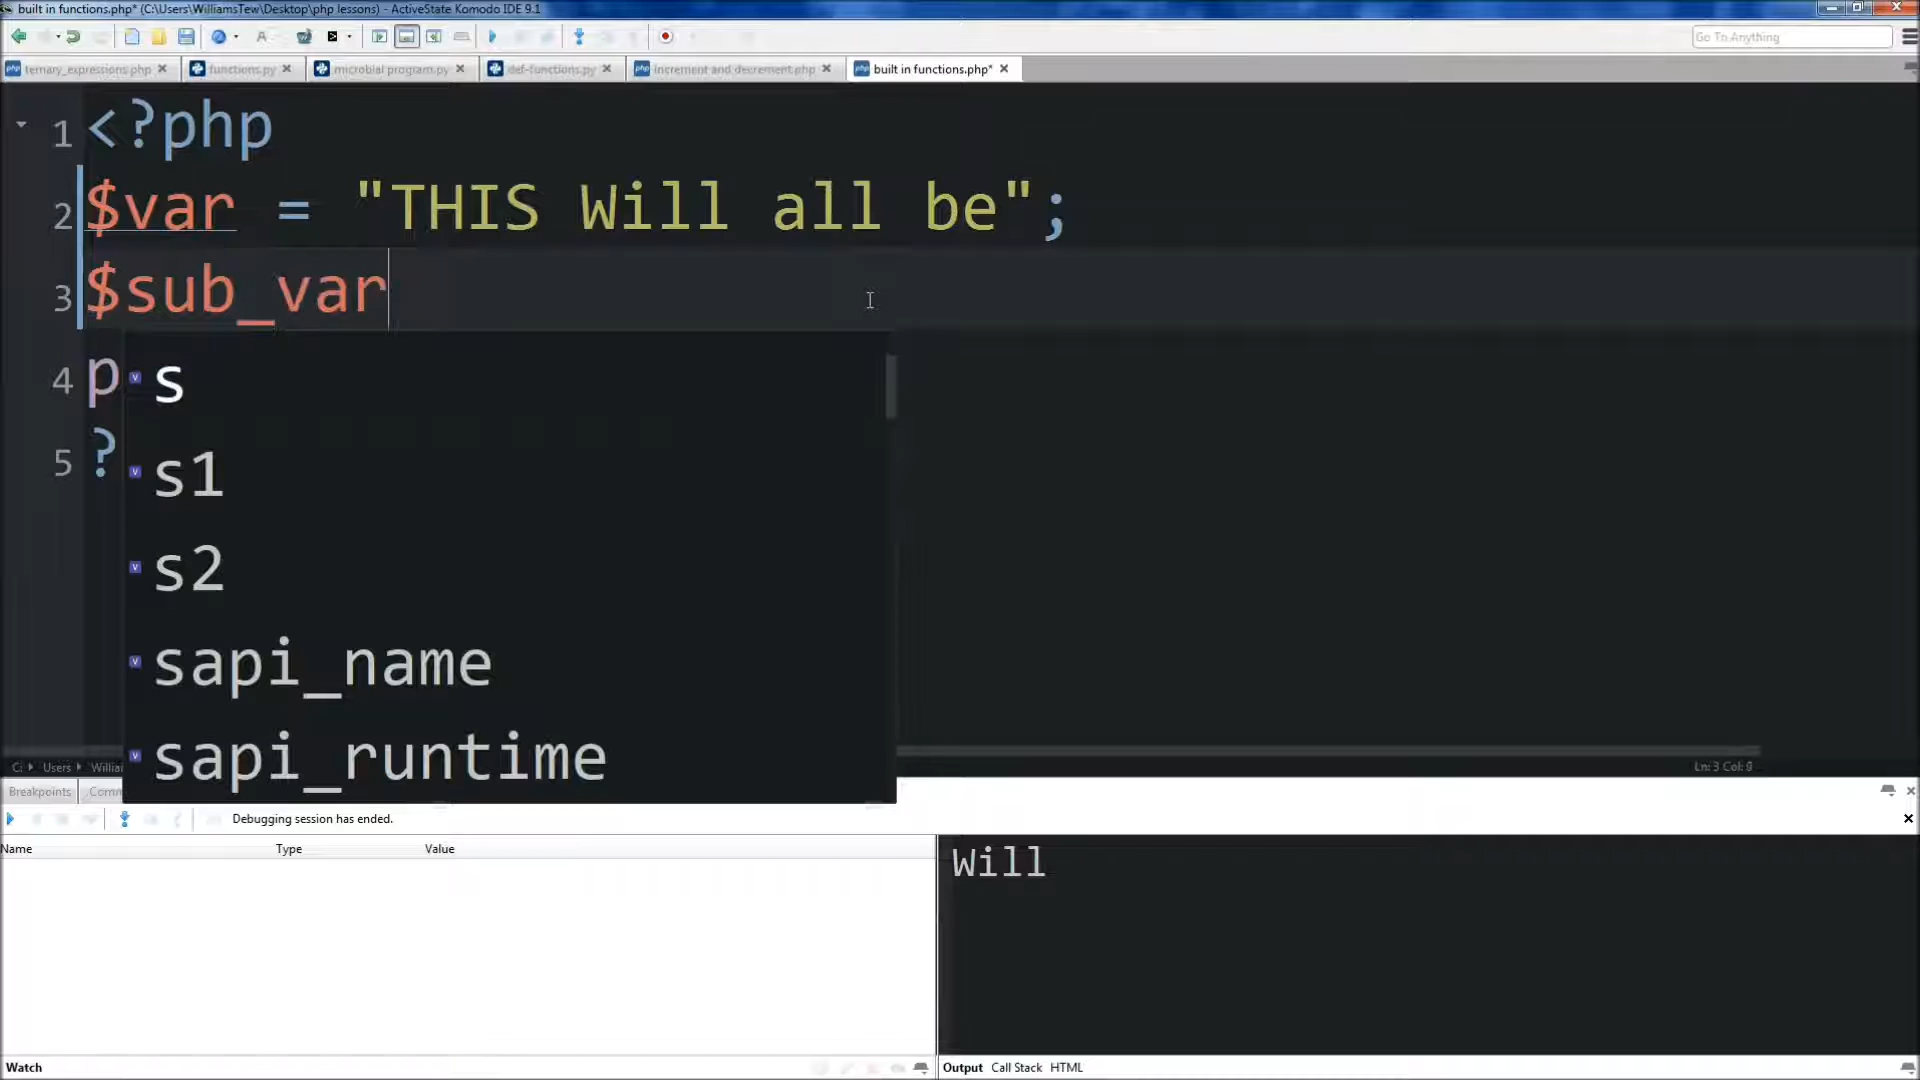 built in functions.php* (C:\Users\WilliamsTew\Desktop\php lessons) - ActiveState Komodo IDE 9.1
Go To Anything
ternary_expressions.php functions.py microbial program.py def-functions.py increment and decrement.php built in functions.php*
1 <?php
2 $var = "THIS Will all be";
3 $sub_var
4 p
5 ?
s
s1
s2
sapi_name
sapi_runtime
C: Users Willia
Ln: 3 Col: 9
Breakpoints Comm
Debugging session has ended.
Name Type Value
Will
Watch
Output Call Stack HTML